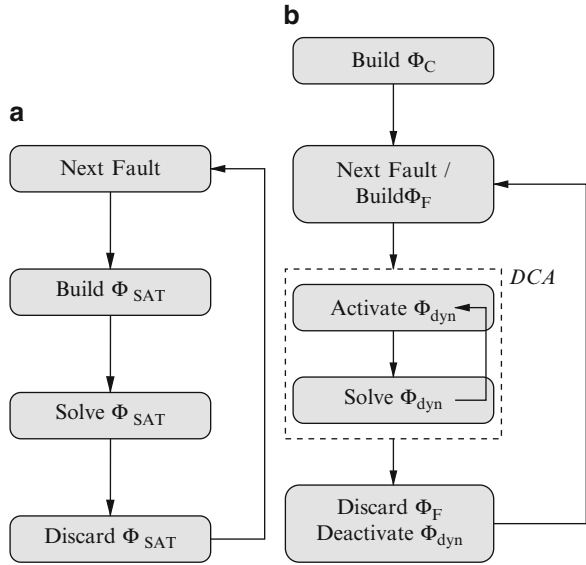 a
Next Fault
Build Φ_SAT
Solve Φ_SAT
Discard Φ_SAT
b
Build Φ_C
Next Fault /
BuildΦ_F
DCA
Activate Φ_dyn
Solve Φ_dyn
Discard Φ_F
Deactivate Φ_dyn